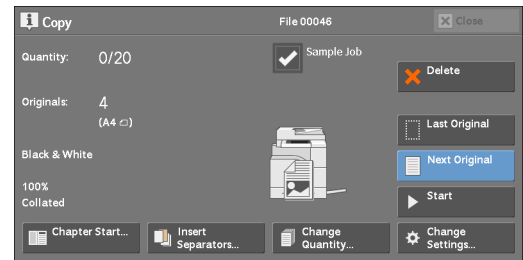 Copy
File 00046
Close
Quantity:
0/20
Sample Job
Delete
Originals:
4
(A4)
Last Original
Black & White
Next Original
100%
Collated
Start
Chapter Start...
Insert
Separators...
Change
Quantity...
Change
Settings...